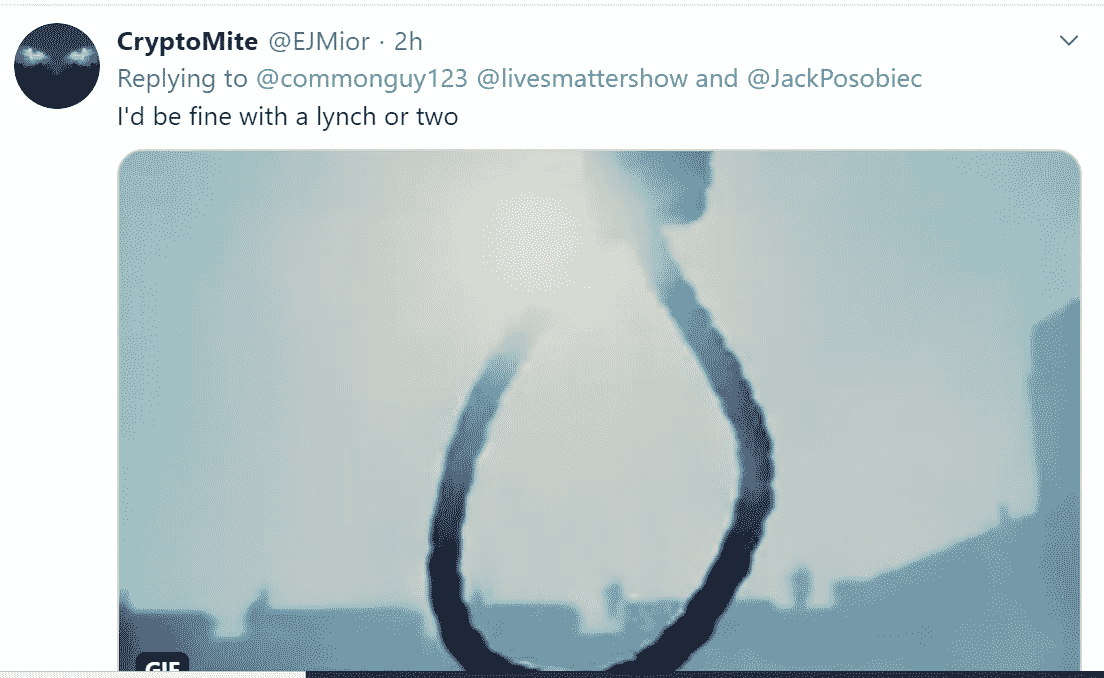 CryptoMite @EJMior · 2h
Replying to @commonguy123 @livesmattershow and @JackPosobiec
I'd be fine with a lynch or two
GIF